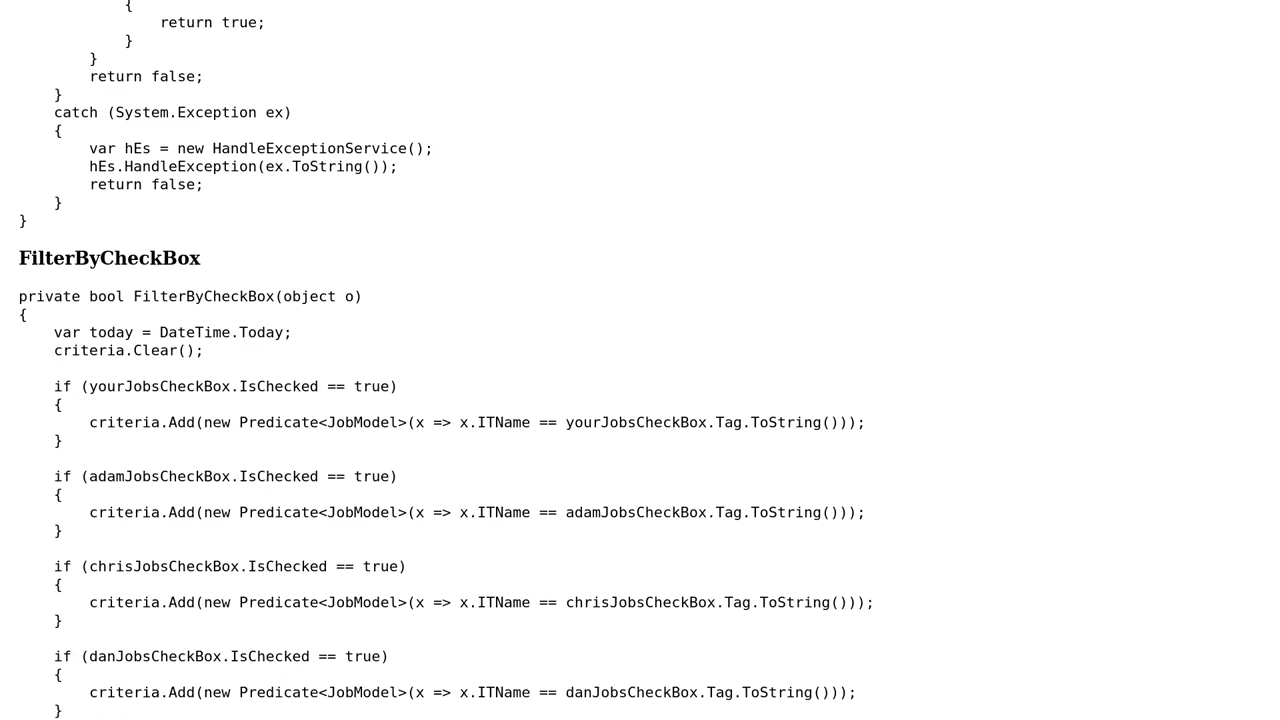 {
                return true;
            }
        }
        return false;
    }
    catch (System.Exception ex)
    {
        var hEs = new HandleExceptionService();
        hEs.HandleException(ex.ToString());
        return false;
    }
}
FilterByCheckBox
private bool FilterByCheckBox(object o)
{
    var today = DateTime.Today;
    criteria.Clear();

    if (yourJobsCheckBox.IsChecked == true)
    {
        criteria.Add(new Predicate<JobModel>(x => x.ITName == yourJobsCheckBox.Tag.ToString()));
    }

    if (adamJobsCheckBox.IsChecked == true)
    {
        criteria.Add(new Predicate<JobModel>(x => x.ITName == adamJobsCheckBox.Tag.ToString()));
    }

    if (chrisJobsCheckBox.IsChecked == true)
    {
        criteria.Add(new Predicate<JobModel>(x => x.ITName == chrisJobsCheckBox.Tag.ToString()));
    }

    if (danJobsCheckBox.IsChecked == true)
    {
        criteria.Add(new Predicate<JobModel>(x => x.ITName == danJobsCheckBox.Tag.ToString()));
    }